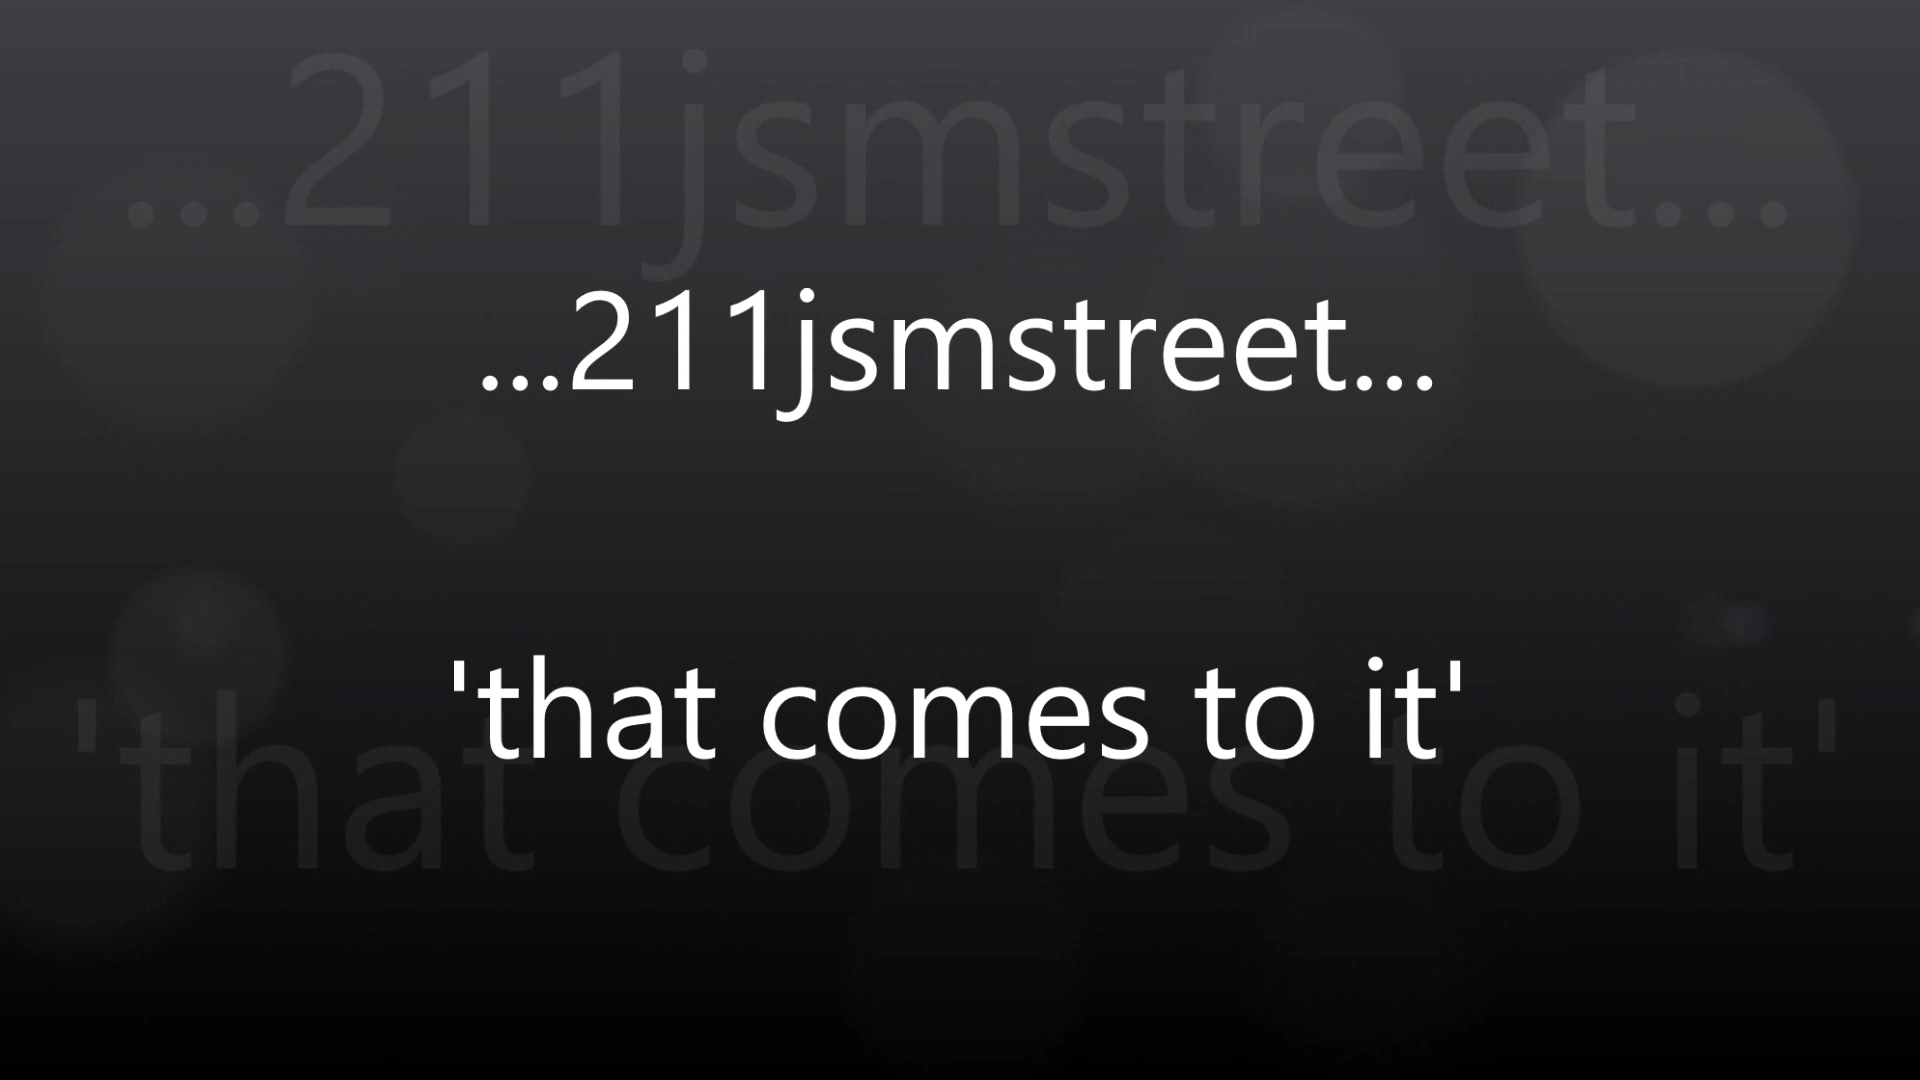 ...211jsmstreet...
...211jsmstreet...
'that comes to it'
'that comes to it'